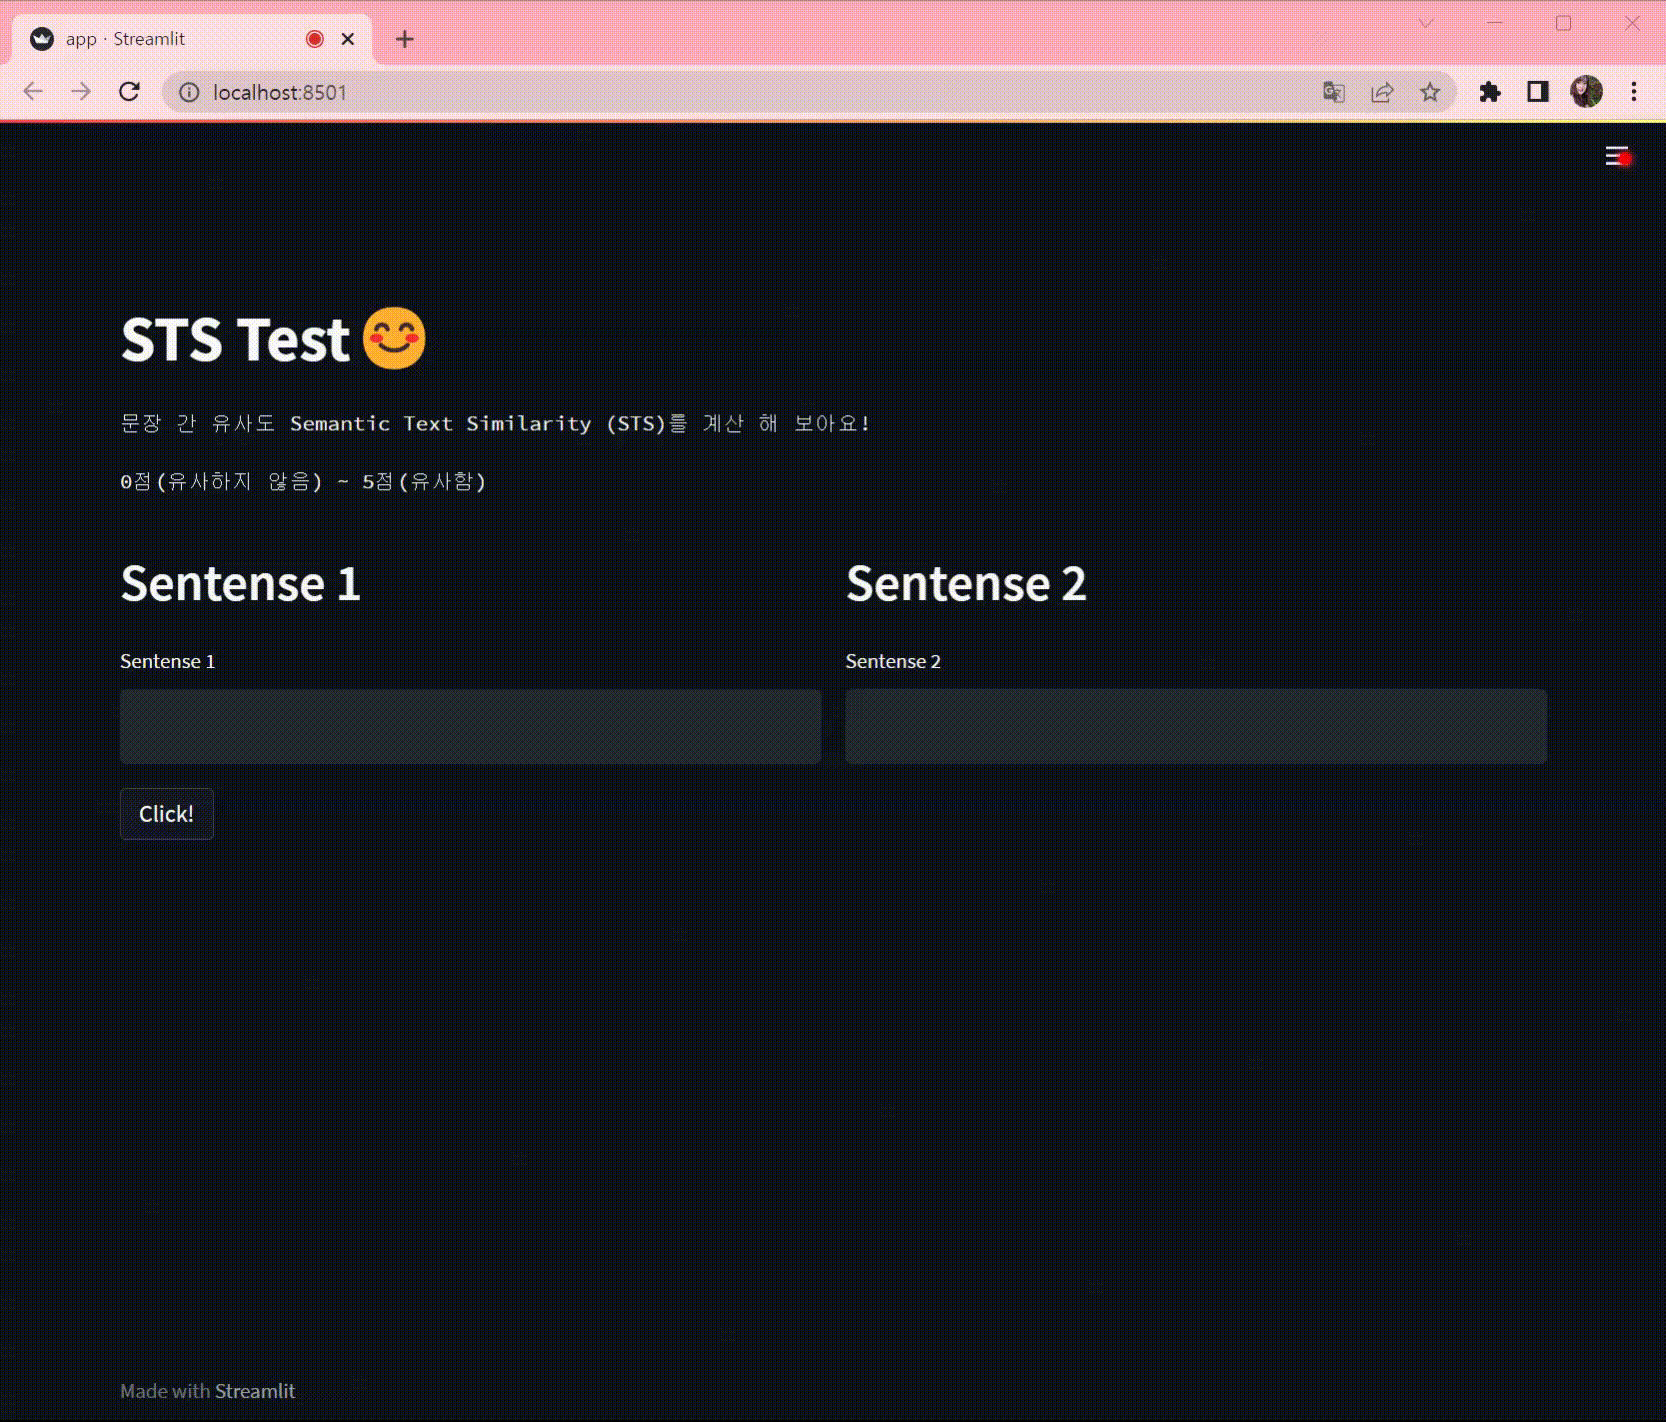 app · Streamlit
localhost:8501
STS Test 😊
문장 간 유사도 Semantic Text Similarity (STS)를 계산 해 보아요!
0점(유사하지 않음) ~ 5점(유사함)
Sentense 1
Sentense 2
Sentense 1
Sentense 2
Click!
Made with Streamlit